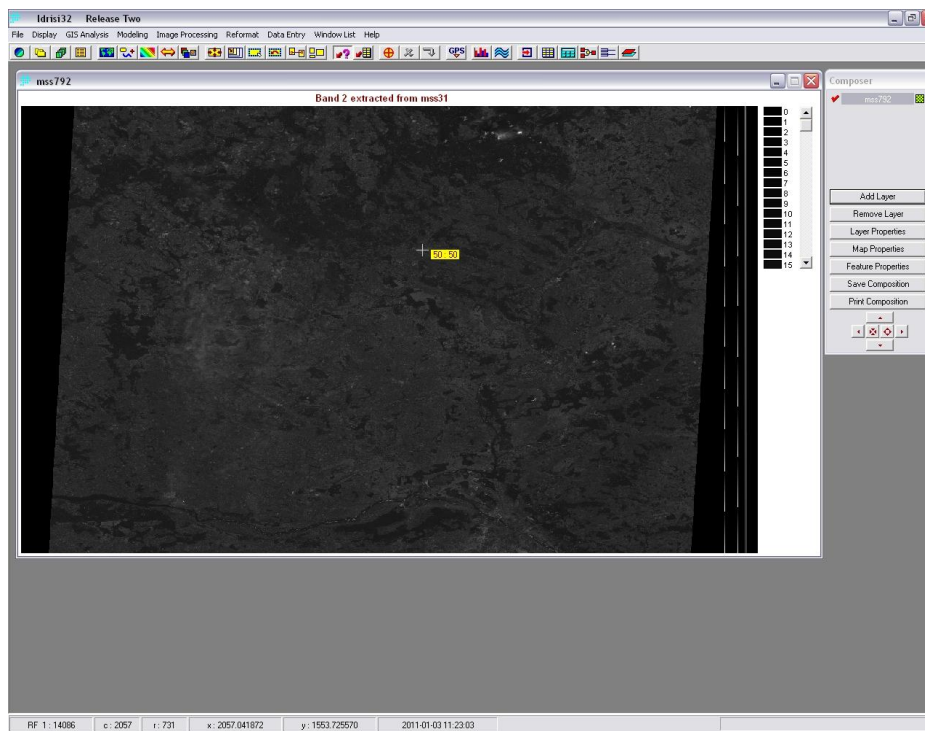 Idrisi32 Release Two
File Display GIS Analysis Modeling Image Processing Reformat Data Entry Window List Help
GPS
mss792
Band 2 extracted from mss31
50 : 50
0
1
2
3
4
5
6
7
8
9
10
11
12
13
14
15
Composer
mss792
Add Layer
Remove Layer
Layer Properties
Map Properties
Feature Properties
Save Composition
Print Composition
RF 1 : 14086 c : 2057 r : 731 x : 2057.041872 y : 1553.725570 2011-01-03 11:23:03